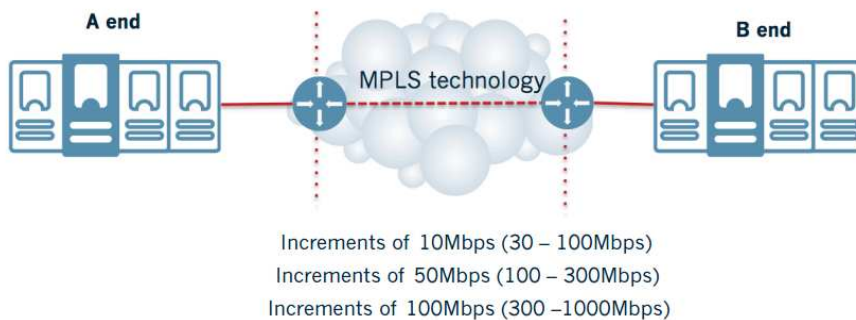 A end
B end
MPLS technology
Increments of 10Mbps (30 – 100Mbps)
Increments of 50Mbps (100 – 300Mbps)
Increments of 100Mbps (300 –1000Mbps)